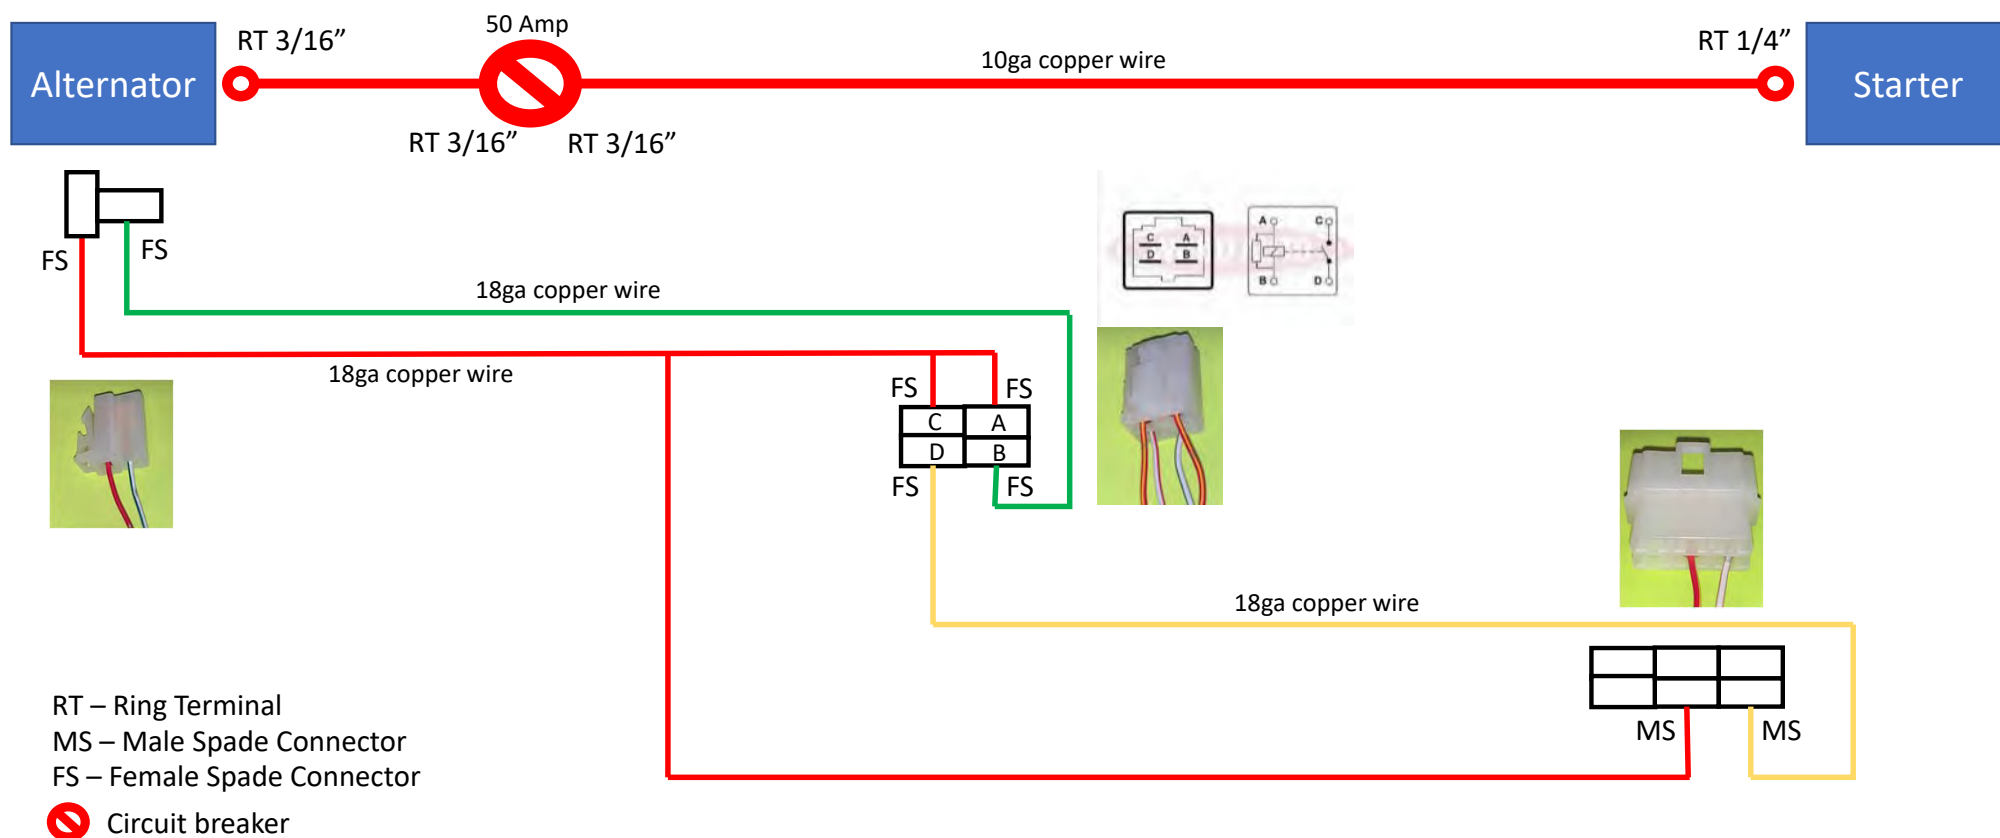 50 Amp
RT 3/16”
RT 1/4”
Alternator
10ga copper wire
Starter
RT 3/16”
RT 3/16”
FS
FS
18ga copper wire
C
A
D
B
A
C
B
D
18ga copper wire
FS
FS
C
A
D
B
FS
FS
18ga copper wire
MS
MS
RT – Ring Terminal
MS – Male Spade Connector
FS – Female Spade Connector
Circuit breaker